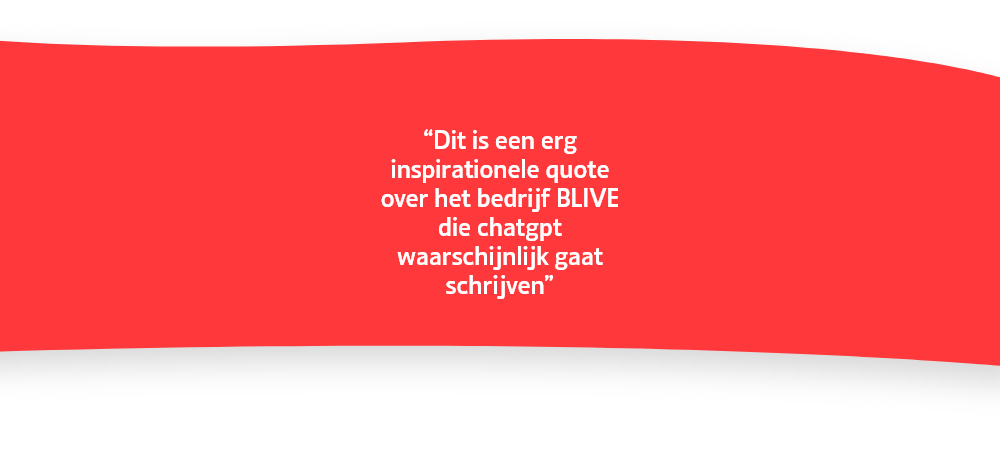 “Dit is een erg
inspirationele quote
over het bedrijf BLIVE
die chatgpt
waarschijnlijk gaat
schrijven”